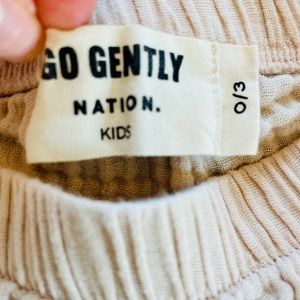 GO GENTLY
NATION.
KIDS
0/3